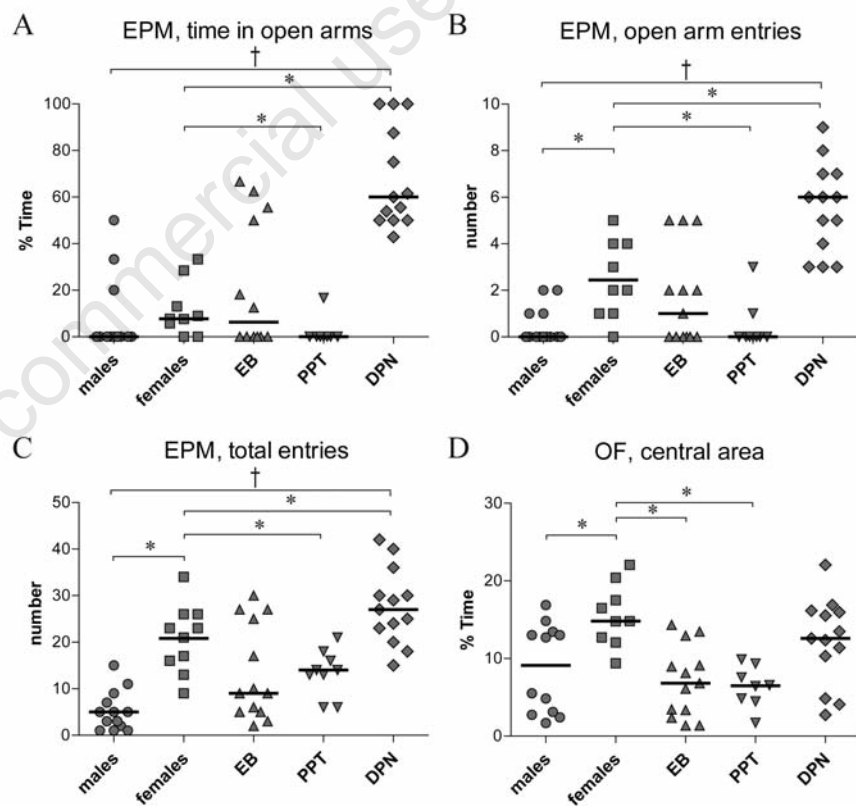 commercial use
A
EPM, time in open arms
†
*
*
% Time
100
80
60
40
20
0
males
females
EB
PPT
DPN
B
EPM, open arm entries
†
*
*
*
number
10
8
6
4
2
0
males
females
EB
PPT
DPN
C
EPM, total entries
†
*
*
*
number
50
40
30
20
10
0
males
females
EB
PPT
DPN
D
OF, central area
*
*
*
% Time
30
20
10
0
males
females
EB
PPT
DPN